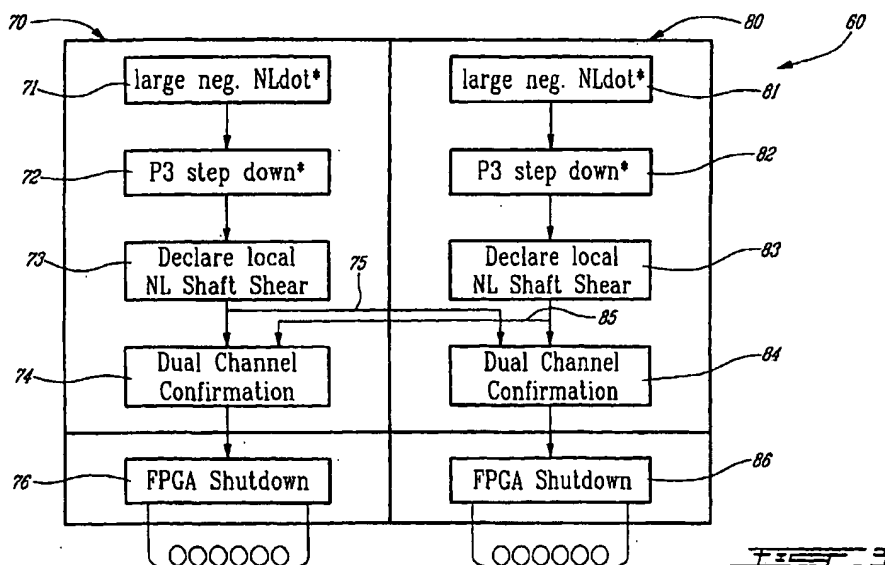 70
80
60
71
large neg. NLdot*
large neg. NLdot*
81
72
P3 step down*
P3 step down*
82
73
Declare local
NL Shaft Shear
75
Declare local
NL Shaft Shear
83
85
74
Dual Channel
Confirmation
Dual Channel
Confirmation
84
76
FPGA Shutdown
FPGA Shutdown
86